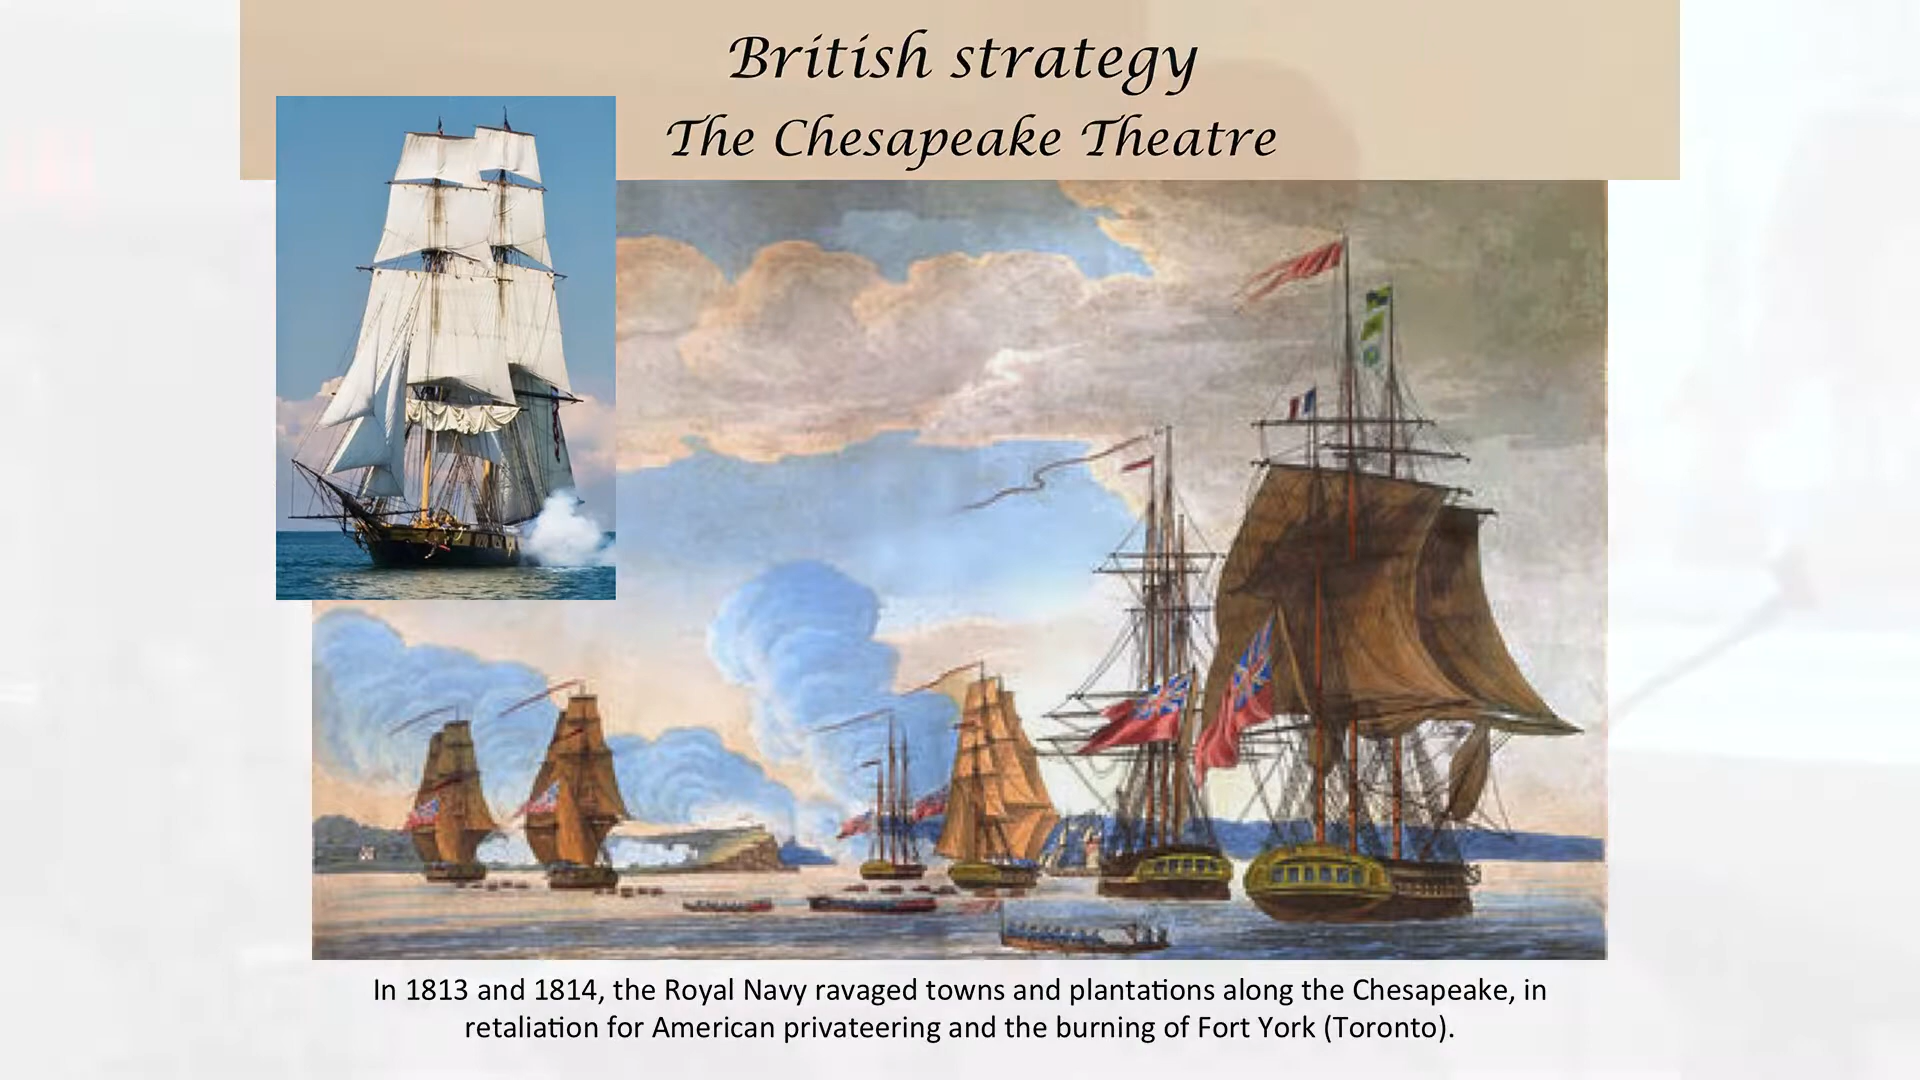 British strategy
The Chesapeake Theatre
In 1813 and 1814, the Royal Navy ravaged towns and plantations along the Chesapeake, in
retaliation for American privateering and the burning of Fort York (Toronto).